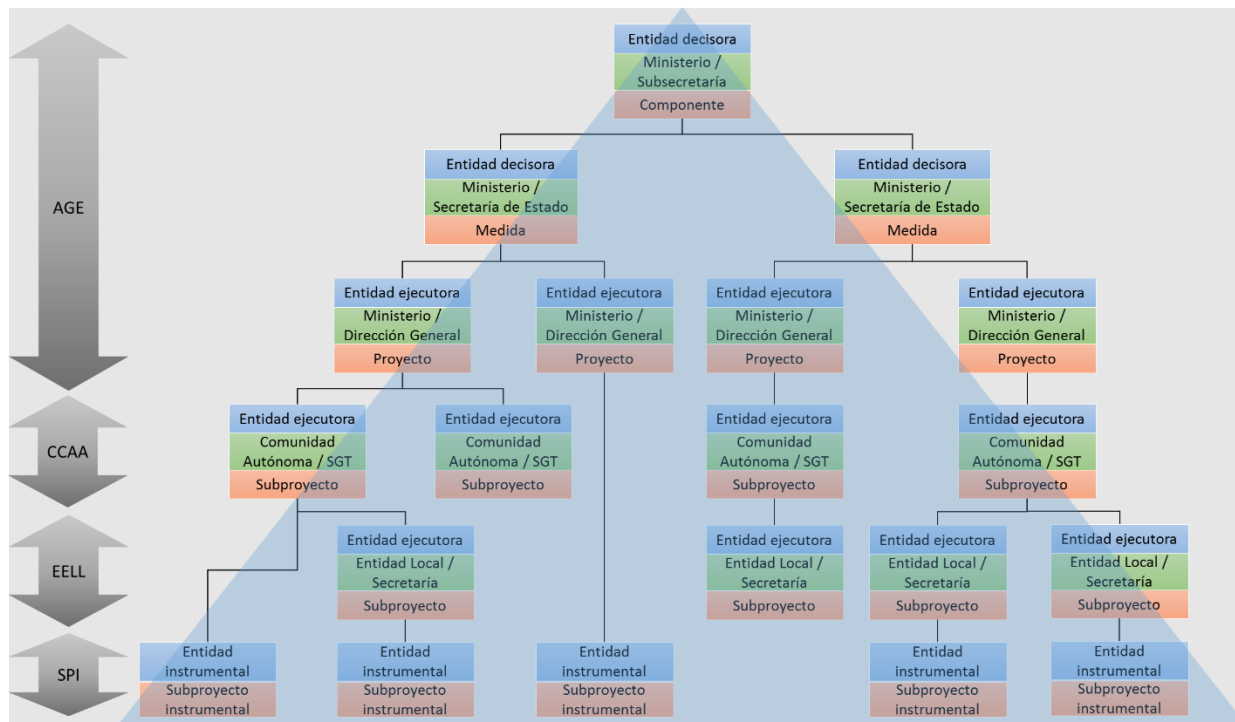 Entidad decisora
Ministerio /
Subsecretaría
Componente
AGE
Entidad decisora
Ministerio /
Secretaría de Estado
Medida
Entidad decisora
Ministerio /
Secretaría de Estado
Medida
Entidad ejecutora
Ministerio /
Dirección General
Proyecto
Entidad ejecutora
Ministerio /
Dirección General
Proyecto
Entidad ejecutora
Ministerio /
Dirección General
Proyecto
Entidad ejecutora
Ministerio /
Dirección General
Proyecto
CCAA
Entidad ejecutora
Comunidad
Autónoma / SGT
Subproyecto
Entidad ejecutora
Comunidad
Autónoma / SGT
Subproyecto
Entidad ejecutora
Comunidad
Autónoma / SGT
Subproyecto
Entidad ejecutora
Comunidad
Autónoma / SGT
Subproyecto
EELL
Entidad ejecutora
Entidad Local /
Secretaría
Subproyecto
Entidad ejecutora
Entidad Local /
Secretaría
Subproyecto
Entidad ejecutora
Entidad Local /
Secretaría
Subproyecto
Entidad ejecutora
Entidad Local /
Secretaría
Subproyecto
SPI
Entidad
instrumental
Subproyecto
instrumental
Entidad
instrumental
Subproyecto
instrumental
Entidad
instrumental
Subproyecto
instrumental
Entidad
instrumental
Subproyecto
instrumental
Entidad
instrumental
Subproyecto
instrumental